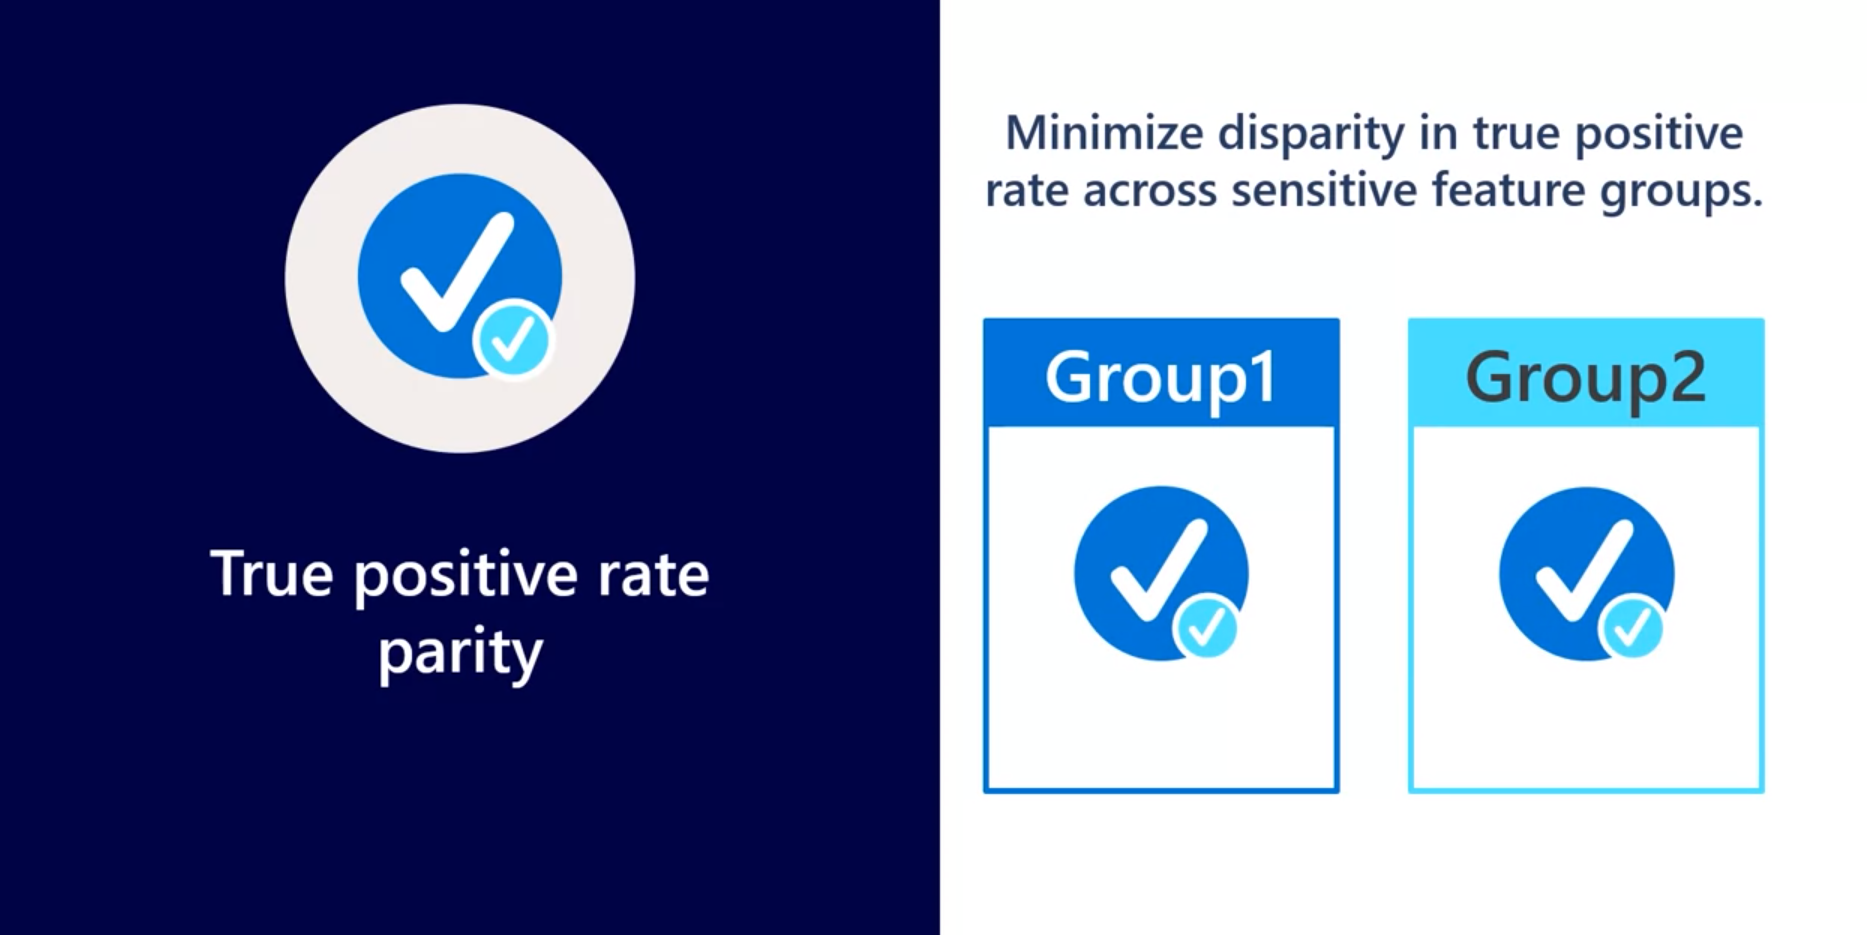 True positive rate
parity
Minimize disparity in true positive
rate across sensitive feature groups.
Group1
Group2